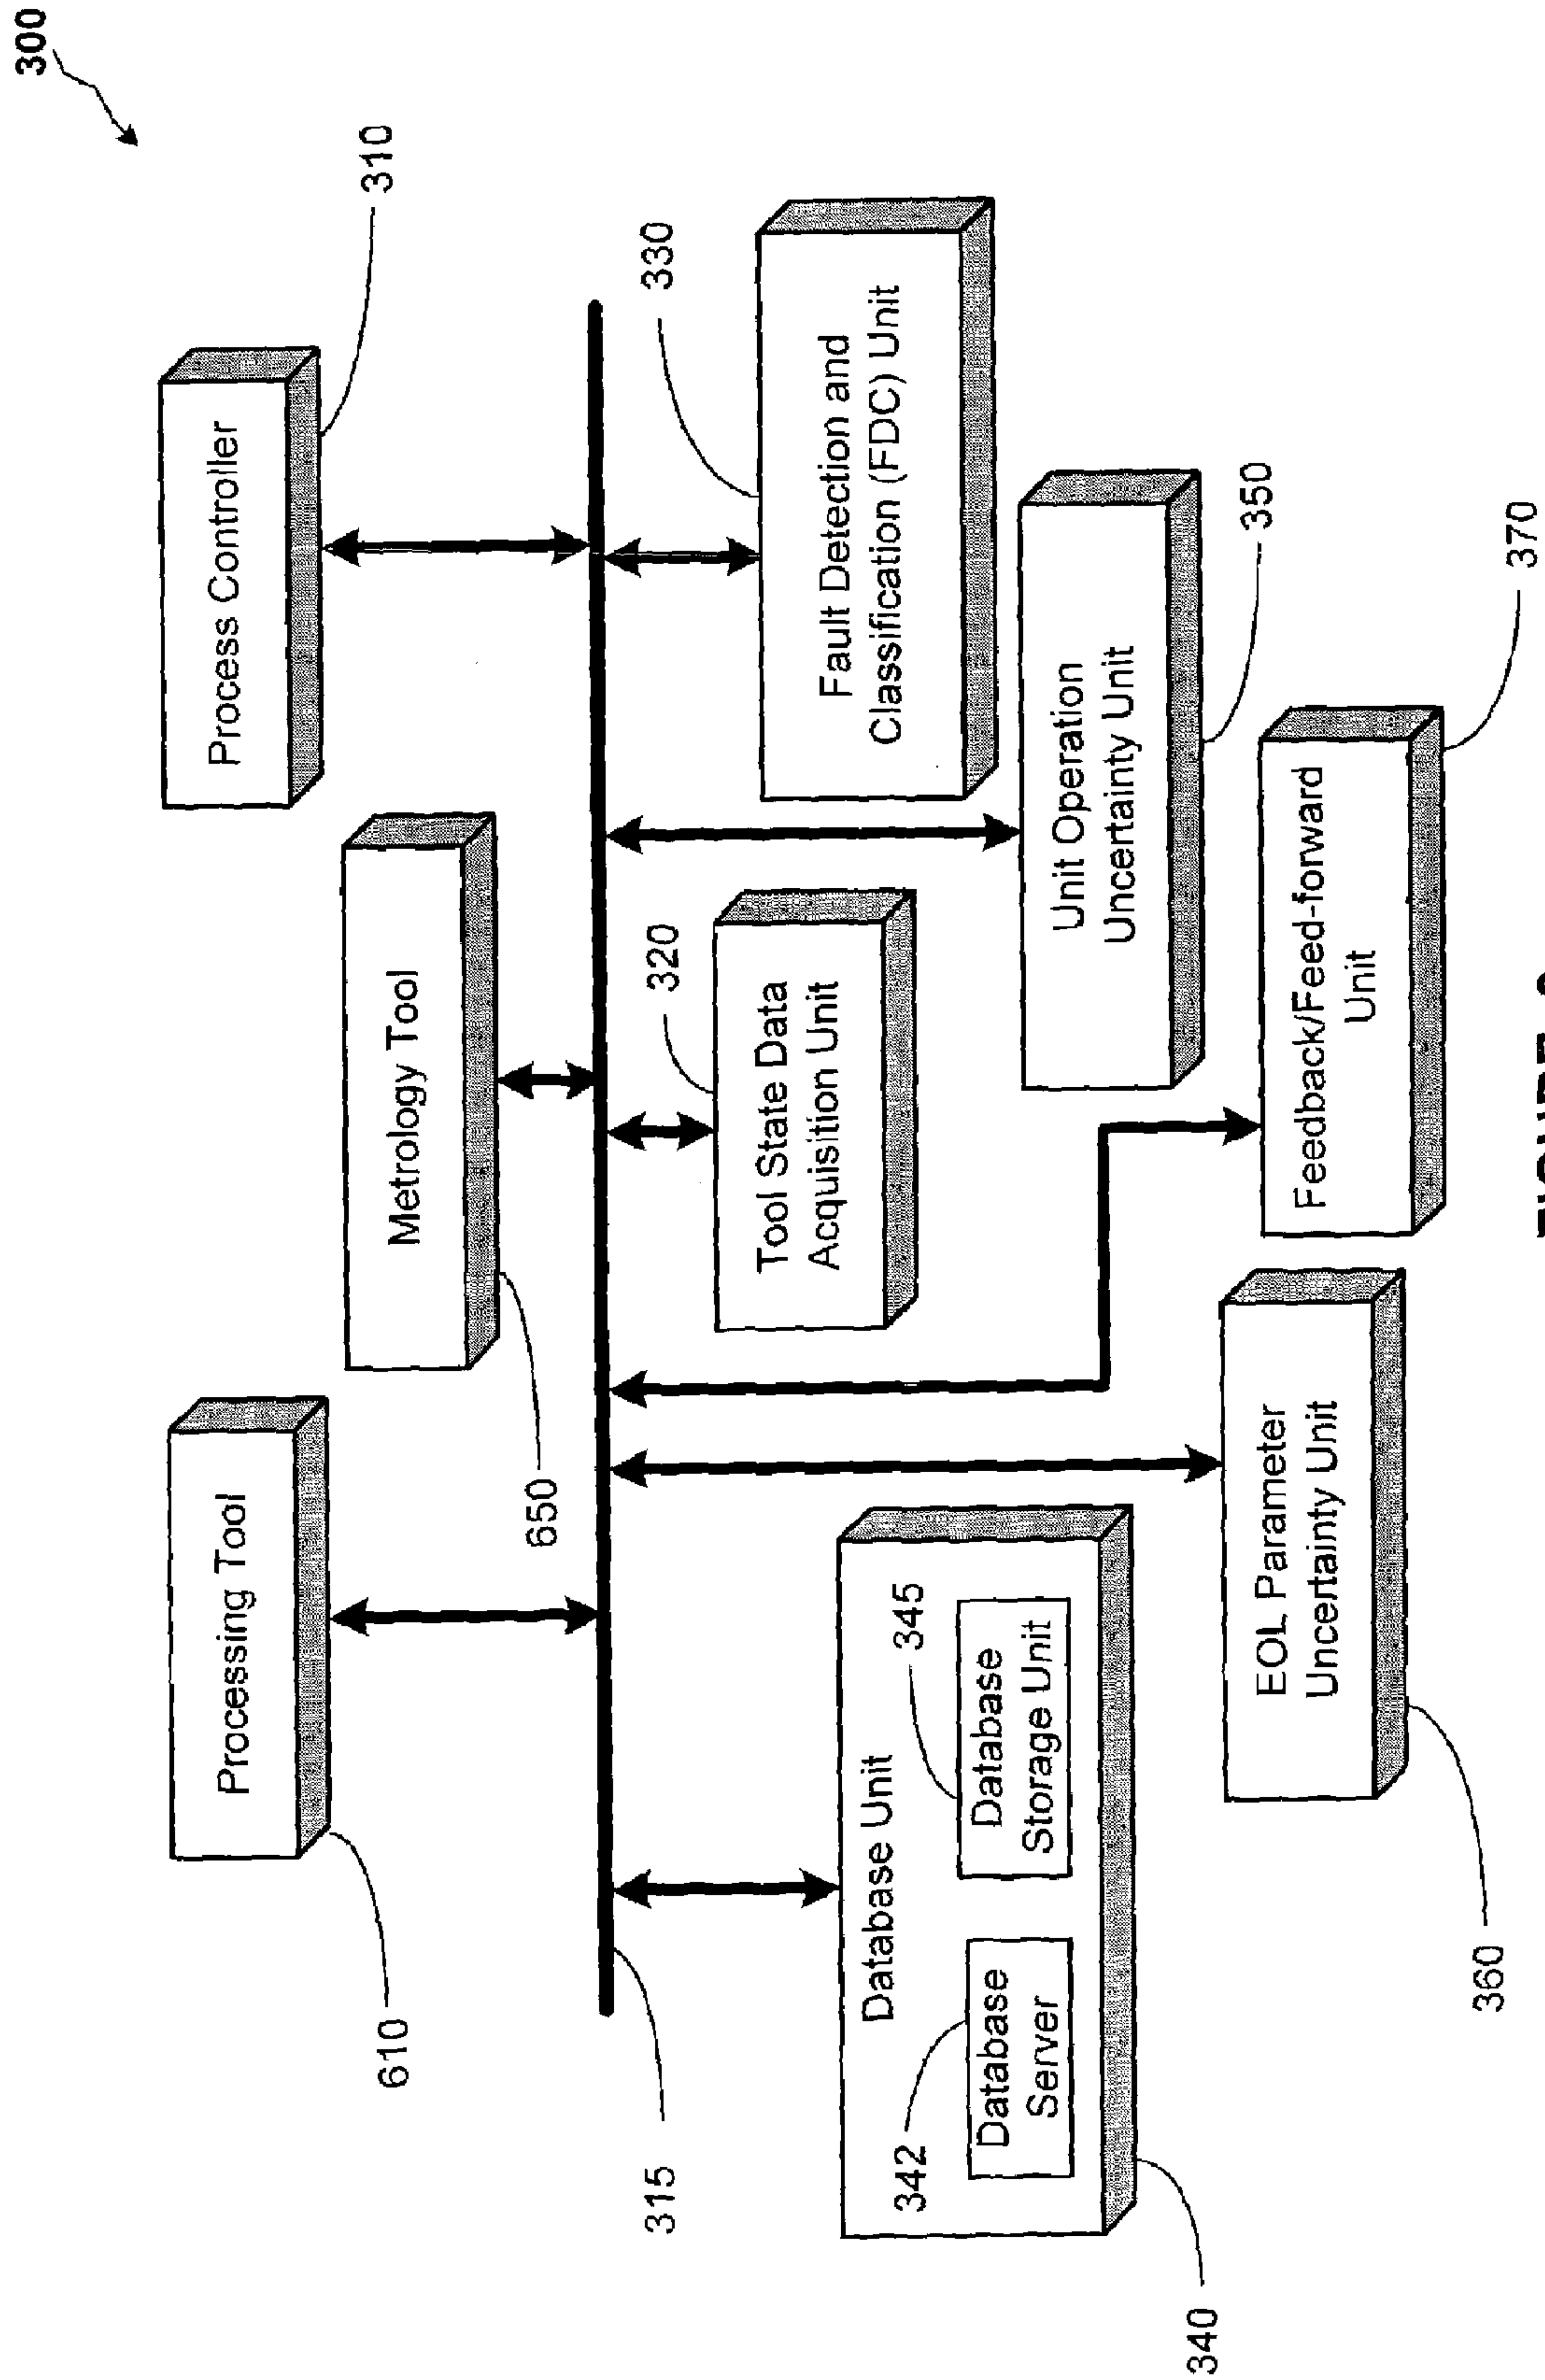 300
Processing Tool
610
Metrology Tool
650
Process Controller
310
315
Database Unit
342
Database
Server
345
Database
Storage Unit
340
Tool State Data
Acquisition Unit
320
Fault Detection and
Classification (FDC) Unit
330
Unit Operation
Uncertainty Unit
350
EOL Parameter
Uncertainty Unit
360
Feedback/Feed-forward
Unit
370